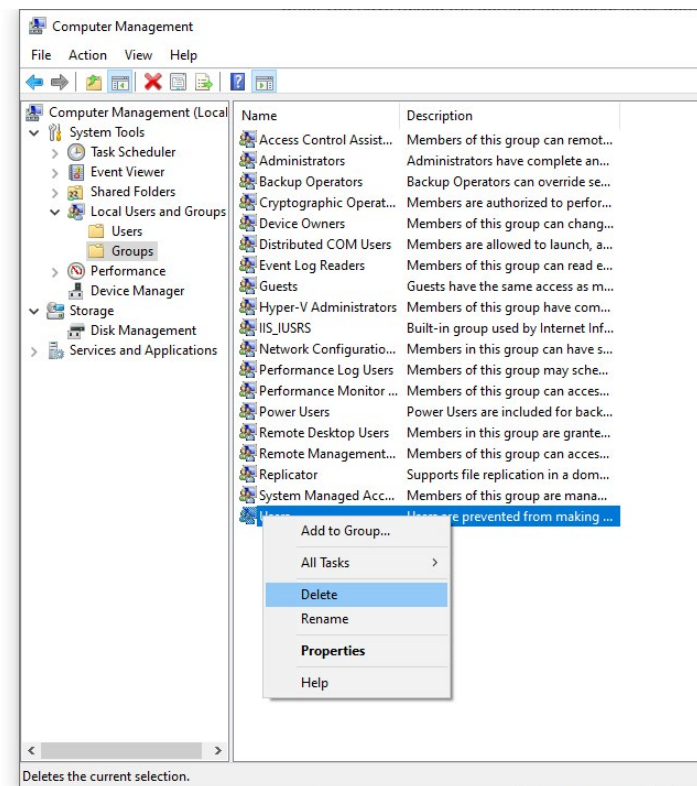 Computer Management
File Action View Help
Computer Management (Local
System Tools
Task Scheduler
Event Viewer
Shared Folders
Local Users and Groups
Users
Groups
Performance
Device Manager
Storage
Disk Management
Services and Applications
Name Description
Access Control Assist... Members of this group can remot...
Administrators Administrators have complete an...
Backup Operators Backup Operators can override se...
Cryptographic Operat... Members are authorized to perfor...
Device Owners Members of this group can chang...
Distributed COM Users Members are allowed to launch, a...
Event Log Readers Members of this group can read e...
Guests Guests have the same access as m...
Hyper-V Administrators Members of this group have com...
IIS_IUSRS Built-in group used by Internet Inf...
Network Configuratio... Members in this group can have s...
Performance Log Users Members of this group may sche...
Performance Monitor ... Members of this group can acces...
Power Users Power Users are included for back...
Remote Desktop Users Members in this group are grante...
Remote Management... Members of this group can acces...
Replicator Supports file replication in a dom...
System Managed Acc... Members of this group are mana...
Users Users are prevented from making ...
Add to Group...
All Tasks
Delete
Rename
Properties
Help
Deletes the current selection.